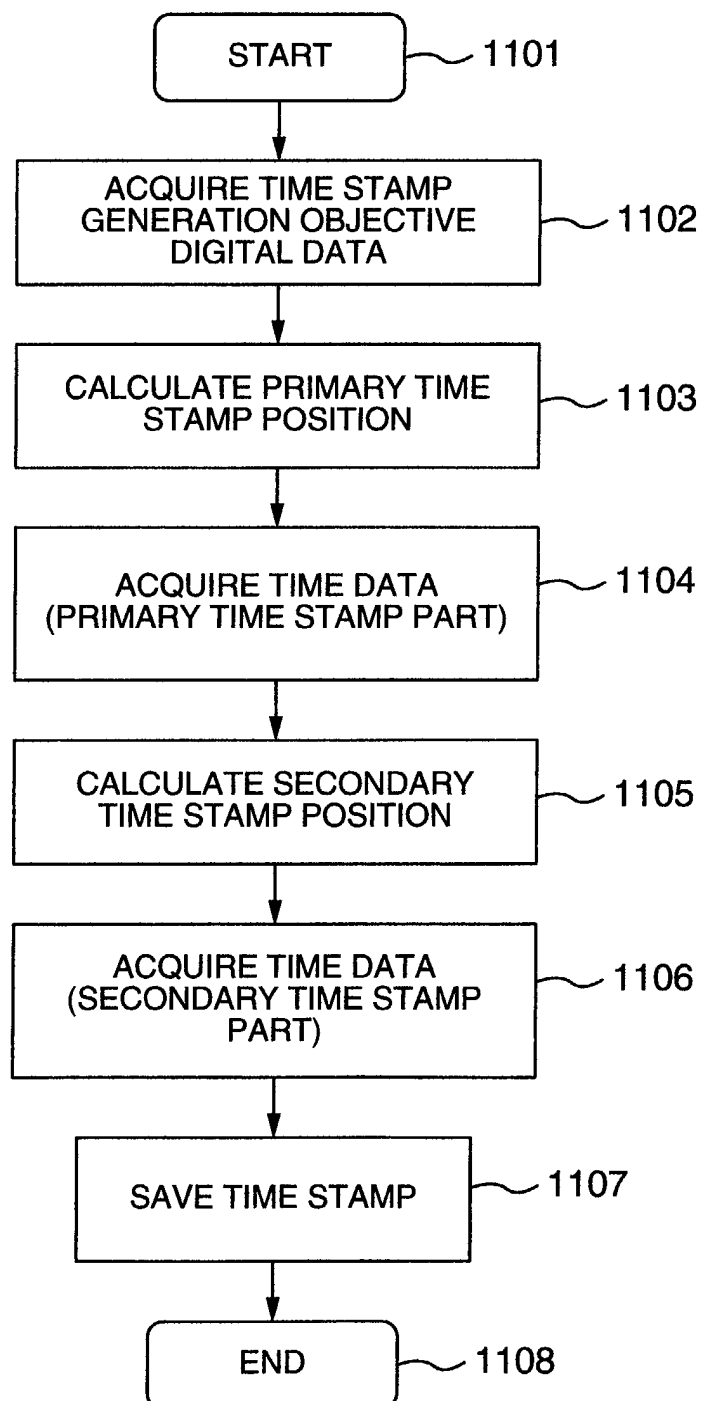 START
1101
ACQUIRE TIME STAMP
GENERATION OBJECTIVE
DIGITAL DATA
1102
CALCULATE PRIMARY TIME
STAMP POSITION
1103
ACQUIRE TIME DATA
(PRIMARY TIME STAMP PART)
1104
CALCULATE SECONDARY
TIME STAMP POSITION
1105
ACQUIRE TIME DATA
(SECONDARY TIME STAMP
PART)
1106
SAVE TIME STAMP
1107
END
1108